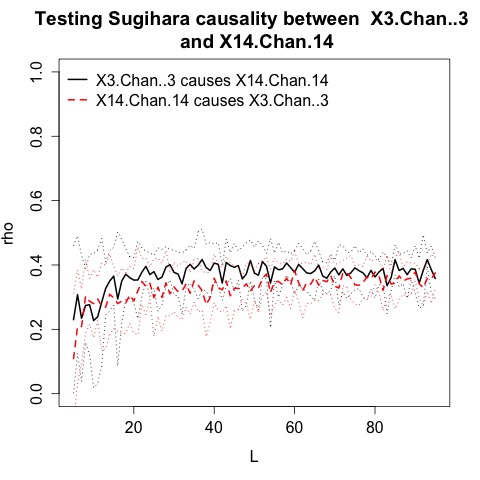 Testing Sugihara causality between  X3.Chan..3
and X14.Chan.14
X3.Chan..3 causes X14.Chan.14
X14.Chan.14 causes X3.Chan..3
1.0
0.8
0.6
0.4
0.2
0.0
rho
20 40 60 80
L